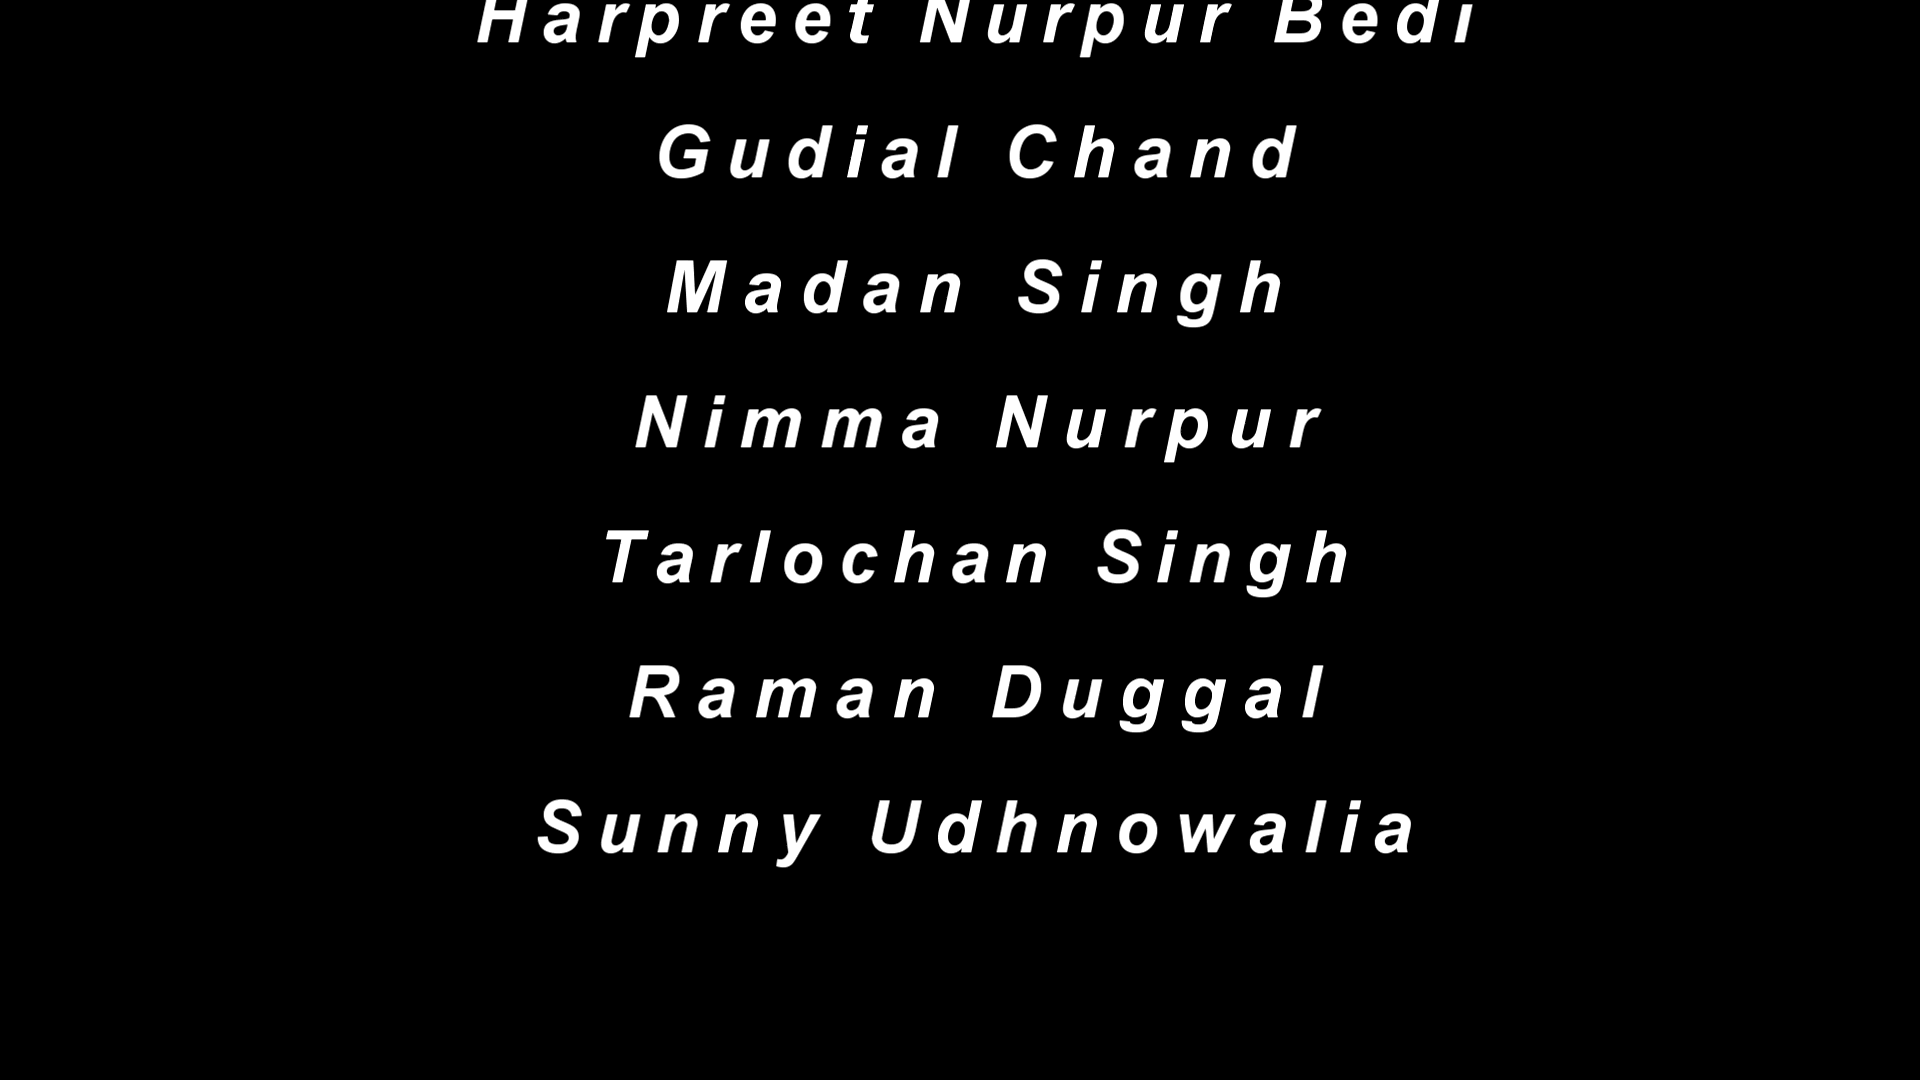 Harpreet Nurpur Bedi
Gudial Chand
Madan Singh
Nimma Nurpur
Tarlochan Singh
Raman Duggal
Sunny Udhnowalia